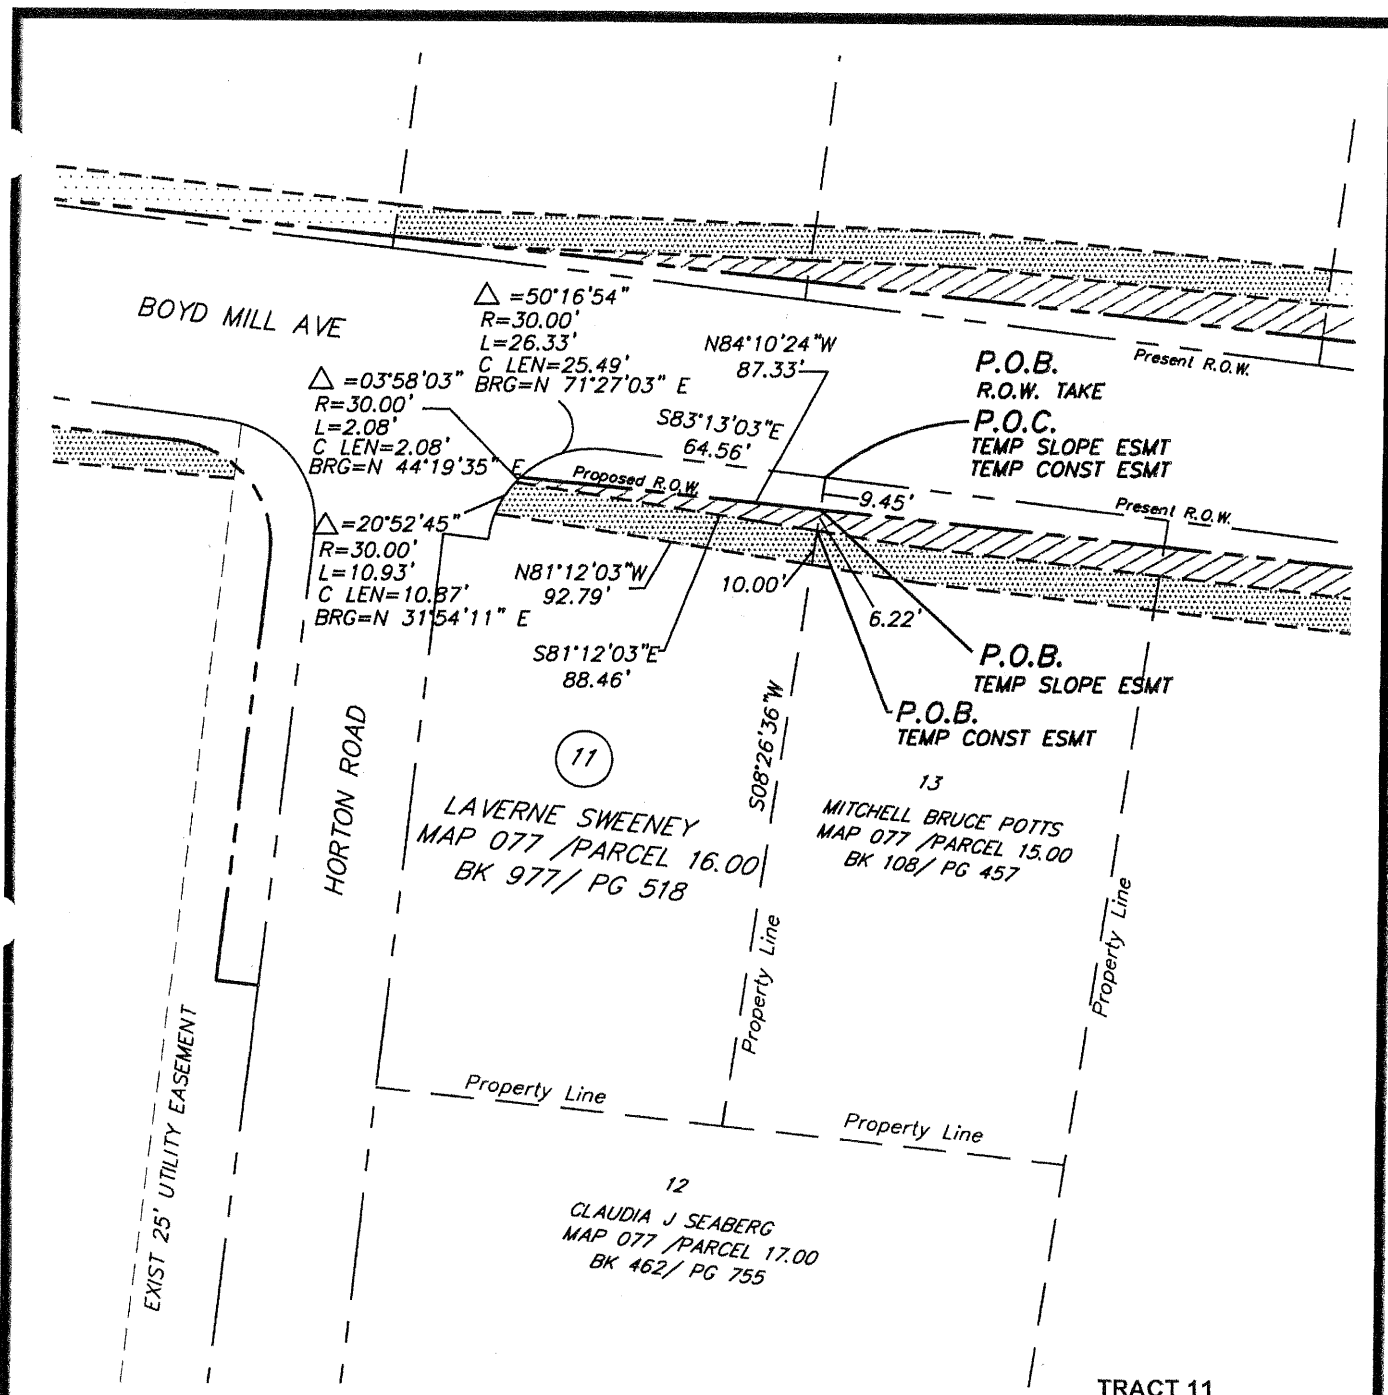 BOYD MILL AVE
△ =50°16'54"
R=30.00'
L=26.33'
C LEN=25.49'
BRG=N 71°27'03" E
△ =03°58'03"
R=30.00'
L=2.08'
C LEN=2.08'
BRG=N 44°19'35" E
△=20°52'45"
R=30.00'
L=10.93'
C LEN=10.87'
BRG=N 31°54'11" E
N84°10'24"W
87.33'
S83°13'03"E
64.56'
P.O.B.
R.O.W. TAKE
P.O.C.
TEMP SLOPE ESMT
TEMP CONST ESMT
Present R.O.W.
Proposed R.O.W.
9.45'
Present R.O.W.
N81°12'03"W
92.79'
10.00'
6.22'
S81°12'03"E
88.46'
P.O.B.
TEMP SLOPE ESMT
P.O.B.
TEMP CONST ESMT
S08°26'36"W
HORTON ROAD
11
LAVERNE SWEENEY
MAP 077 /PARCEL 16.00
BK 977/ PG 518
13
MITCHELL BRUCE POTTS
MAP 077 /PARCEL 15.00
BK 108/ PG 457
Property Line
Property Line
EXIST 25' UTILITY EASEMENT
Property Line
Property Line
12
CLAUDIA J SEABERG
MAP 077 /PARCEL 17.00
BK 462/ PG 755
TRACT 11